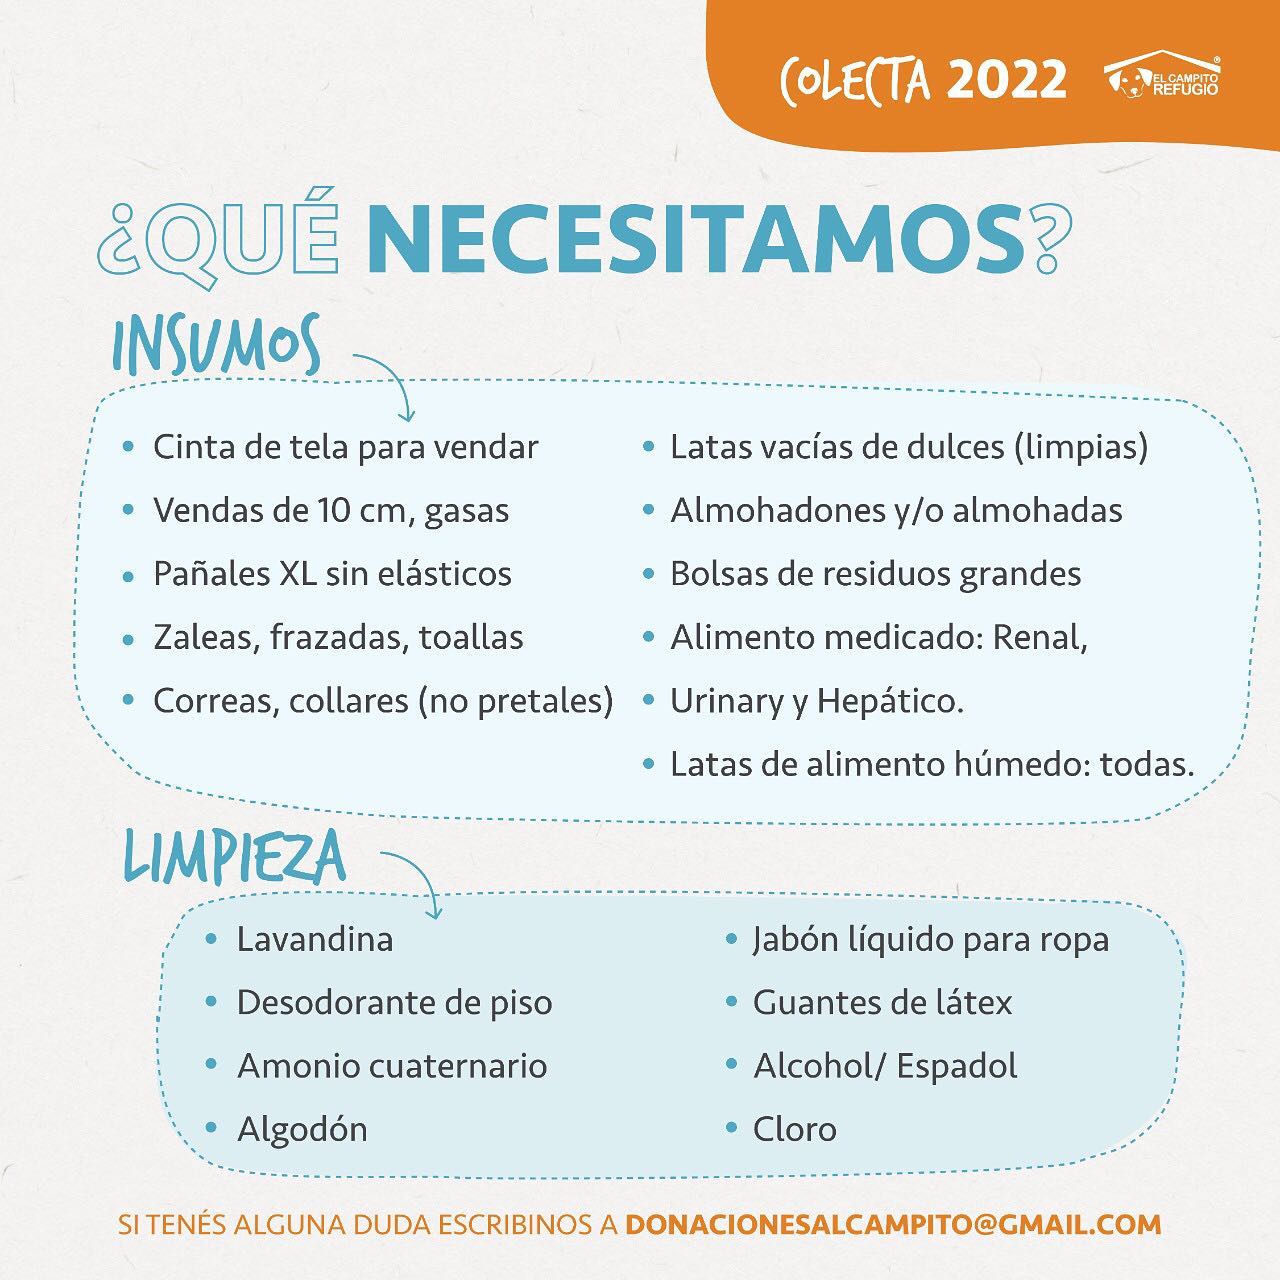 COLECTA 2022
EL CAMPITO
REFUGIO
¿QUÉ NECESITAMOS?
INSUMOS
• Cinta de tela para vendar
• Vendas de 10 cm, gasas
• Pañales XL sin elásticos
• Zaleas, frazadas, toallas
• Correas, collares (no pretales)
• Latas vacías de dulces (limpias)
• Almohadones y/o almohadas
• Bolsas de residuos grandes
• Alimento medicado: Renal,
• Urinary y Hepático.
• Latas de alimento húmedo: todas.
LIMPIEZA
• Lavandina
• Desodorante de piso
• Amonio cuaternario
• Algodón
• Jabón líquido para ropa
• Guantes de látex
• Alcohol/ Espadol
• Cloro
SI TENÉS ALGUNA DUDA ESCRIBINOS A DONACIONESALCAMPITO@GMAIL.COM